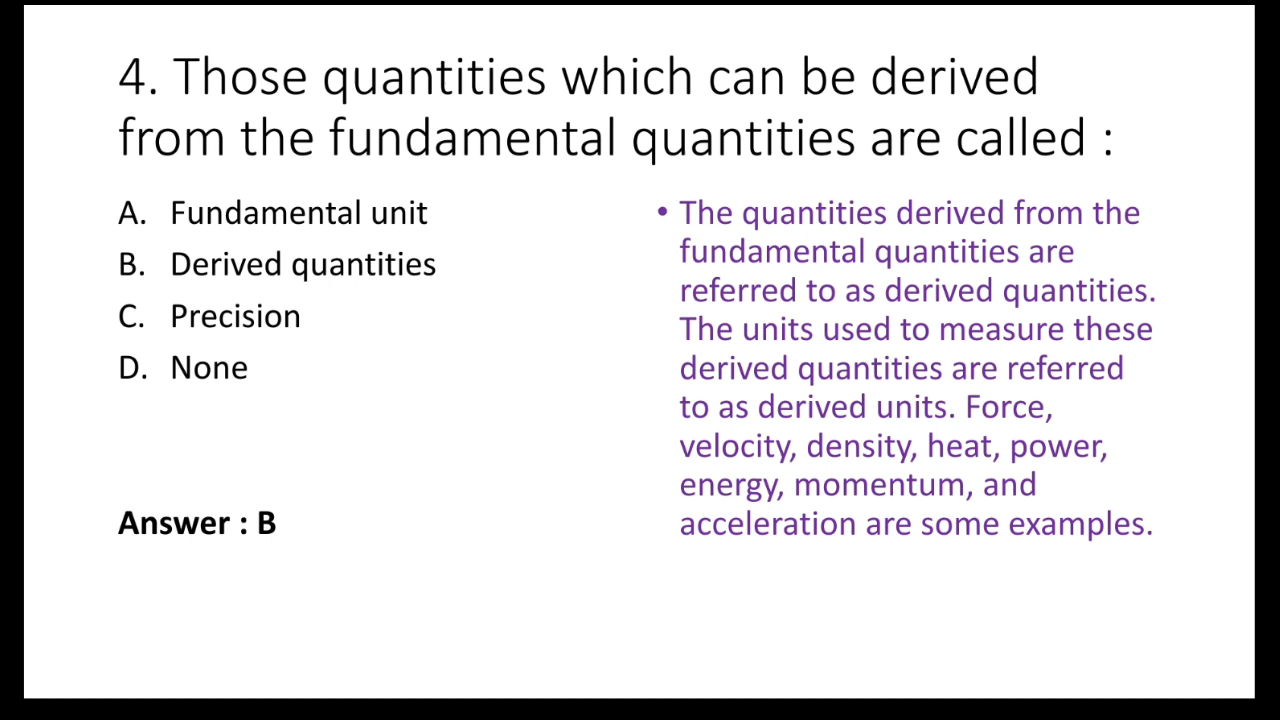 4. Those quantities which can be derived
from the fundamental quantities are called :
A. Fundamental unit
B. Derived quantities
C. Precision
D. None
Answer : B
• The quantities derived from the
fundamental quantities are
referred to as derived quantities.
The units used to measure these
derived quantities are referred
to as derived units. Force,
velocity, density, heat, power,
energy, momentum, and
acceleration are some examples.